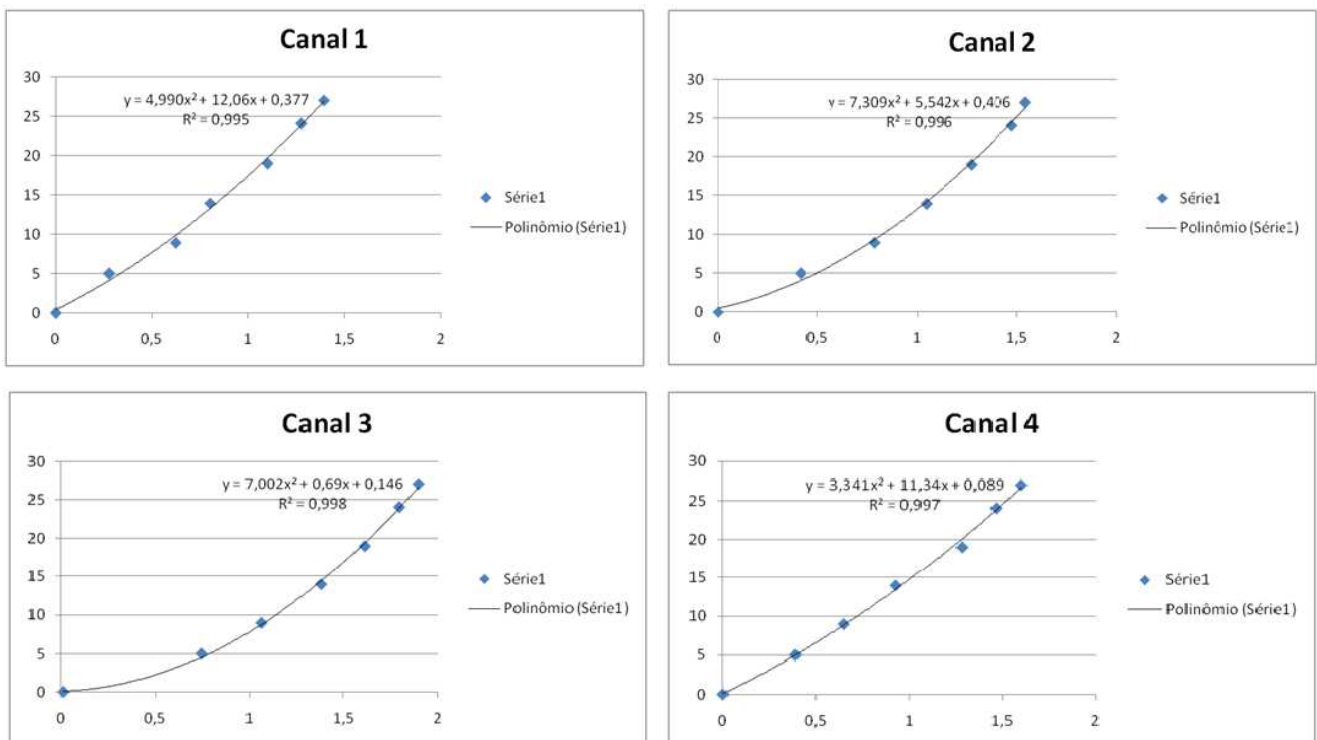 Canal 1
30
25
20
15
10
5
0
0
0,5
1
1,5
2
y = 4,990x² + 12,06x + 0,377
R² = 0,995
Série1
Polinômio (Série1)
Canal 2
30
25
20
15
10
5
0
0
0,5
1
1,5
2
y = 7,309x² + 5,542x + 0,406
R² = 0,996
Série1
Polinômio (Série1)
Canal 3
30
25
20
15
10
5
0
0
0,5
1
1,5
2
y = 7,002x² + 0,69x + 0,146
R² = 0,998
Série1
Polinômio (Série1)
Canal 4
30
25
20
15
10
5
0
0
0,5
1
1,5
2
y = 3,341x² + 11,34x + 0,089
R² = 0,997
Série1
Polinômio (Série1)